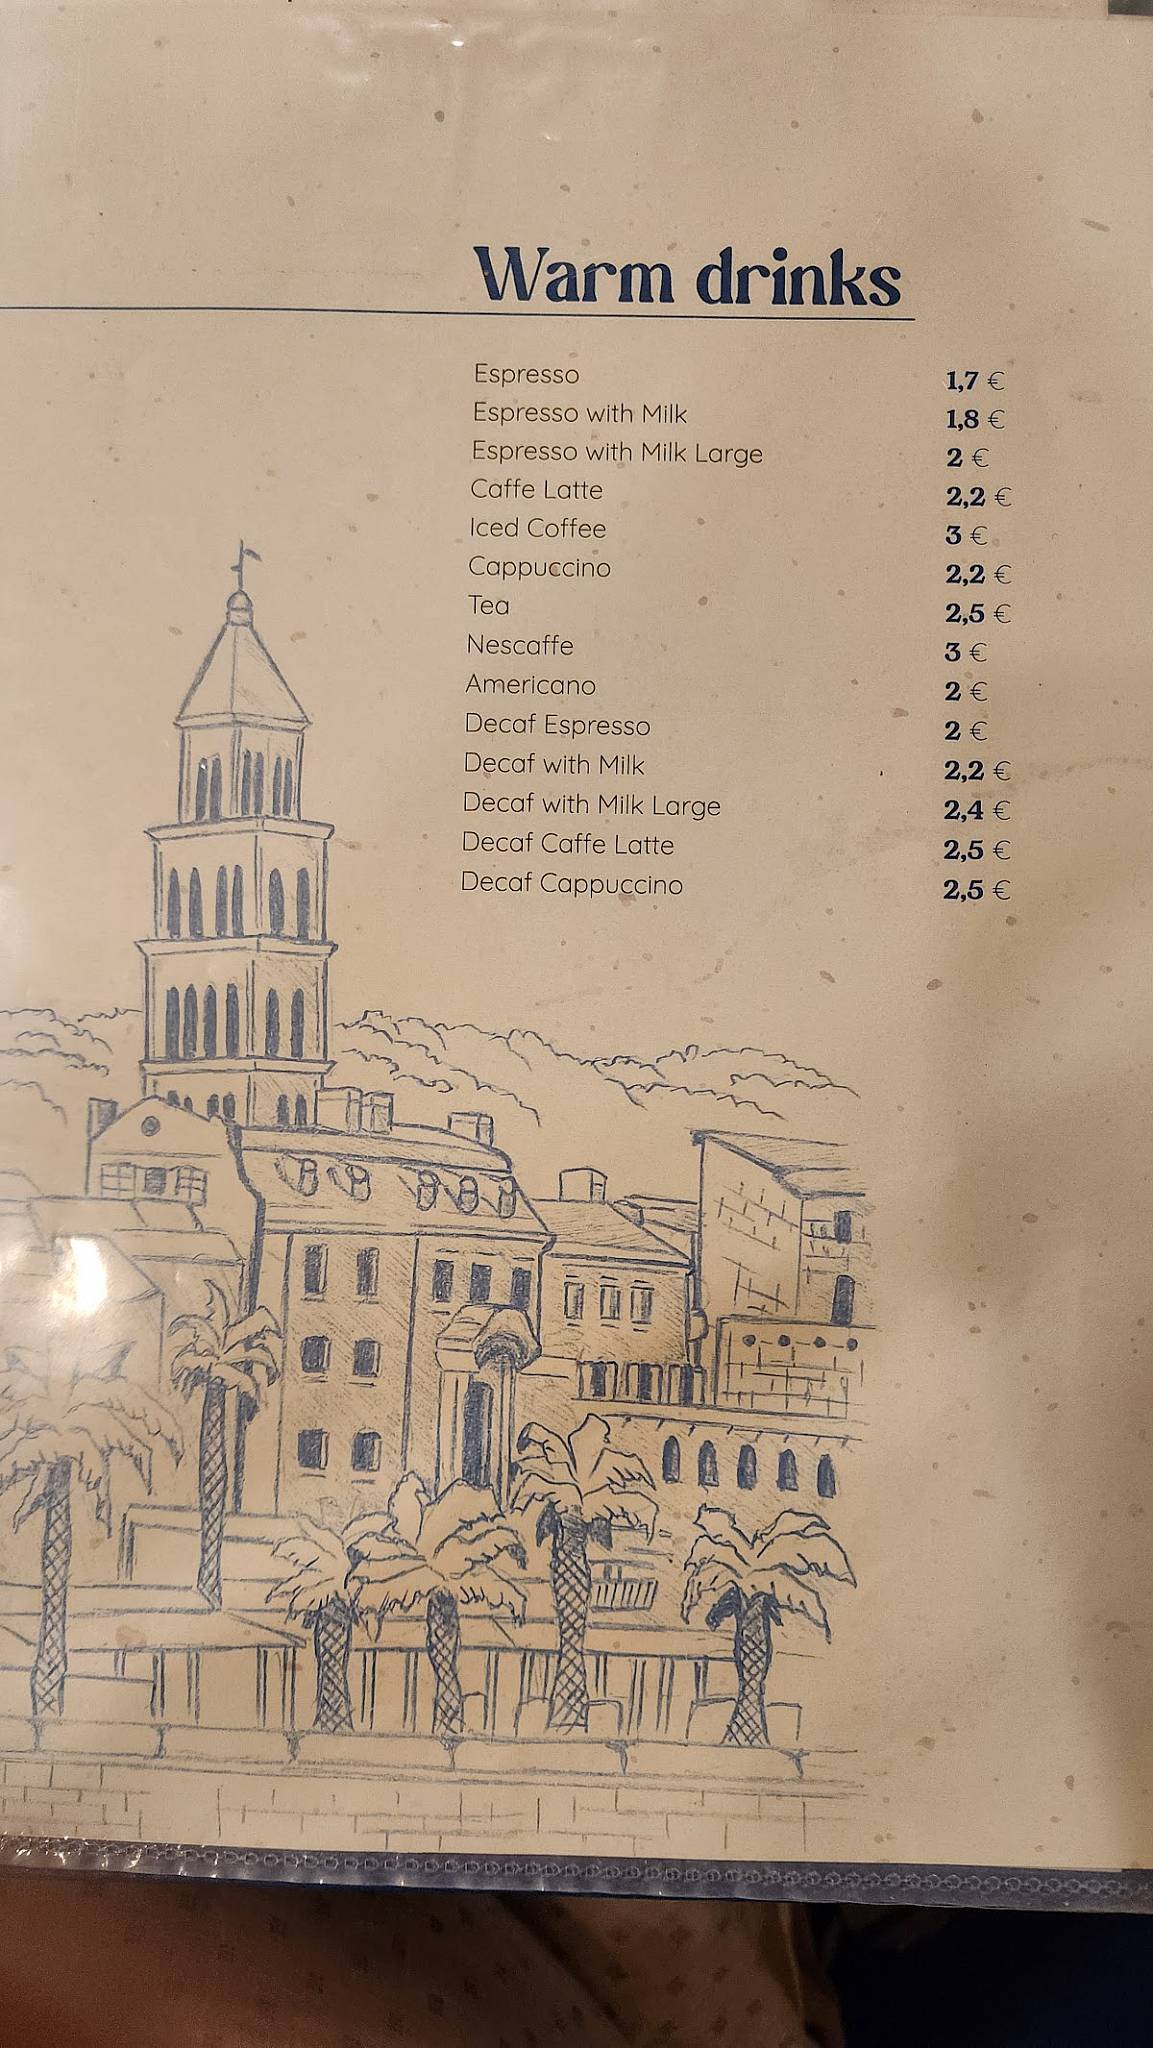 Warm drinks
Espresso 1,7 €
Espresso with Milk 1,8 €
Espresso with Milk Large 2 €
Caffe Latte 2,2 €
Iced Coffee 3 €
Cappuccino 2,2 €
Tea 2,5 €
Nescaffe 3 €
Americano 2 €
Decaf Espresso 2 €
Decaf with Milk 2,2 €
Decaf with Milk Large 2,4 €
Decaf Caffe Latte 2,5 €
Decaf Cappuccino 2,5 €